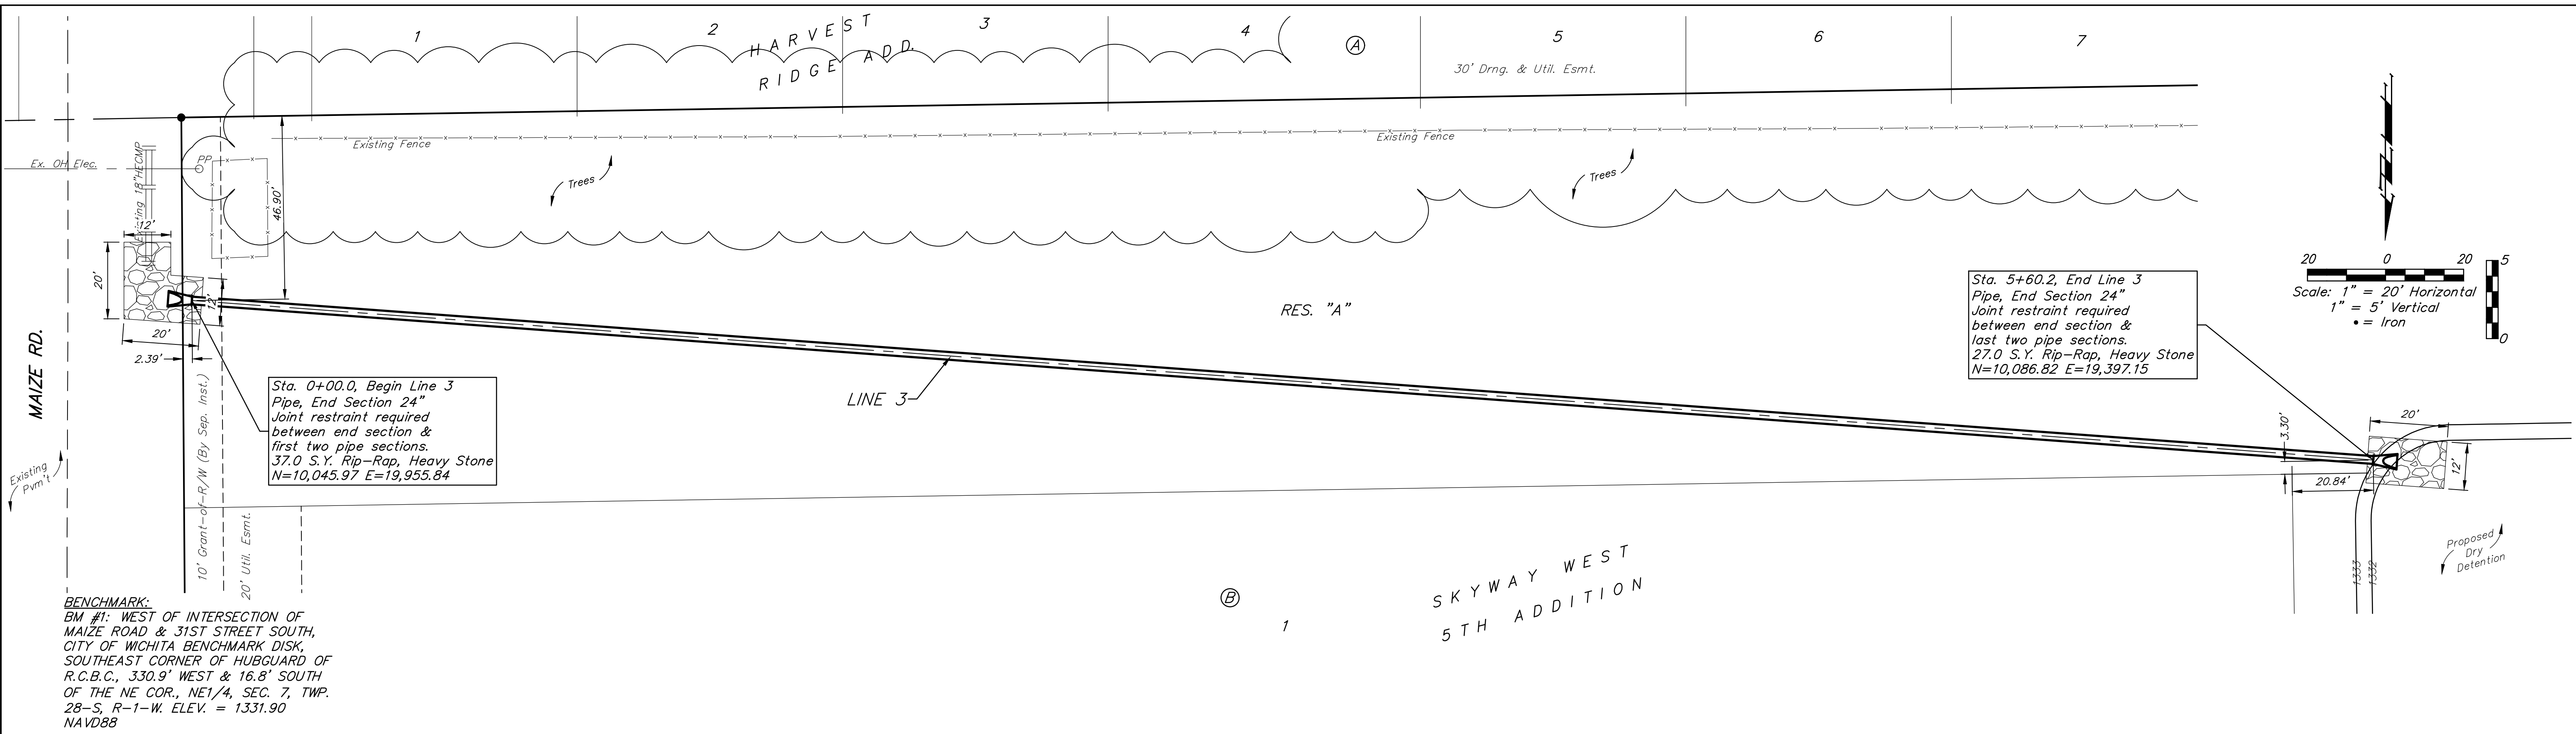 1
2
3
4
5
6
7
HARVEST
RIDGE ADD.
A
30' Drng. & Util. Esmt.
Existing Fence
Existing Fence
Ex. OH Elec.
PP
Existing 18"HECMP
46.90'
Trees
Trees
12'
20'
12'
20'
2.39'
MAIZE RD.
Existing
Pvm't
10' Grant-of-R/W (By Sep. Inst.)
20' Util. Esmt.
Sta. 0+00.0, Begin Line 3
Pipe, End Section 24"
Joint restraint required
between end section &
first two pipe sections.
37.0 S.Y. Rip-Rap, Heavy Stone
N=10,045.97 E=19,955.84
LINE 3
RES. "A"
Sta. 5+60.2, End Line 3
Pipe, End Section 24"
Joint restraint required
between end section &
last two pipe sections.
27.0 S.Y. Rip-Rap, Heavy Stone
N=10,086.82 E=19,397.15
N
20 0 20
5
0
Scale: 1" = 20' Horizontal
1" = 5' Vertical
• = Iron
3.30'
20'
12'
20.84'
1333
1332
Proposed
Dry
Detention
B
1
SKYWAY WEST
5TH ADDITION
BENCHMARK:
BM #1: WEST OF INTERSECTION OF
MAIZE ROAD & 31ST STREET SOUTH,
CITY OF WICHITA BENCHMARK DISK,
SOUTHEAST CORNER OF HUBGUARD OF
R.C.B.C., 330.9' WEST & 16.8' SOUTH
OF THE NE COR., NE1/4, SEC. 7, TWP.
28-S, R-1-W. ELEV. = 1331.90
NAVD88